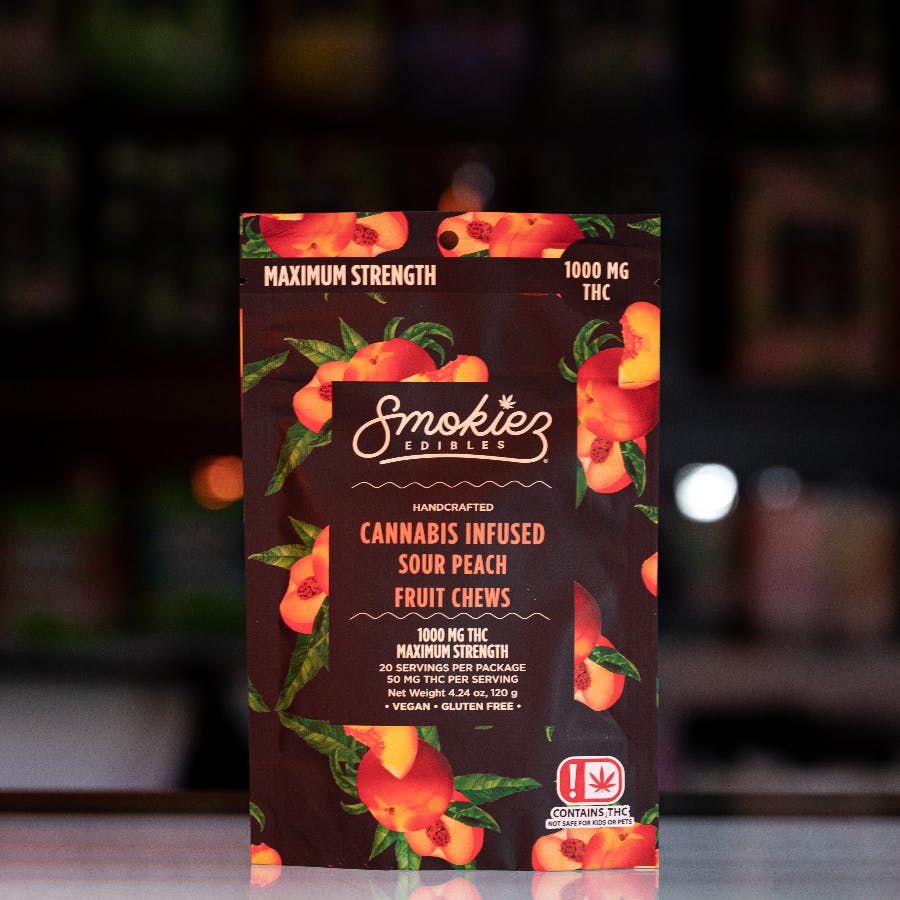 MAXIMUM STRENGTH
1000 MG
THC
Smokiez
EDIBLES
HANDCRAFTED
CANNABIS INFUSED
SOUR PEACH
FRUIT CHEWS
1000 MG THC
MAXIMUM STRENGTH
20 SERVINGS PER PACKAGE
50 MG THC PER SERVING
Net Weight 4.24 oz, 120 g
• VEGAN • GLUTEN FREE •
!
CONTAINS THC
NOT SAFE FOR KIDS OR PETS